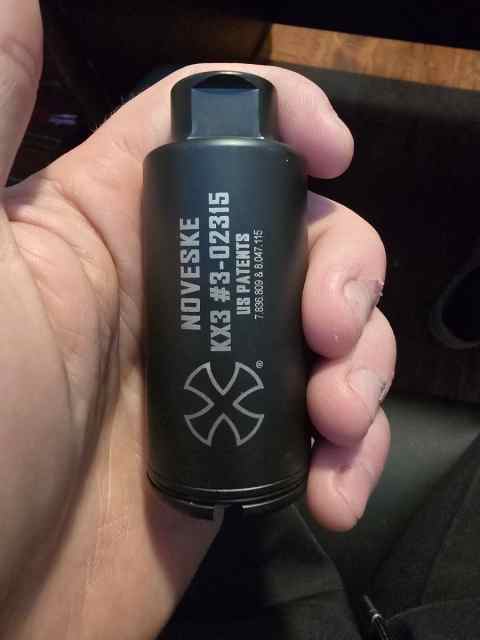 NOVESKE
KX3 #3-02315
US PATENTS
7,836,809 & 8,047,115
®